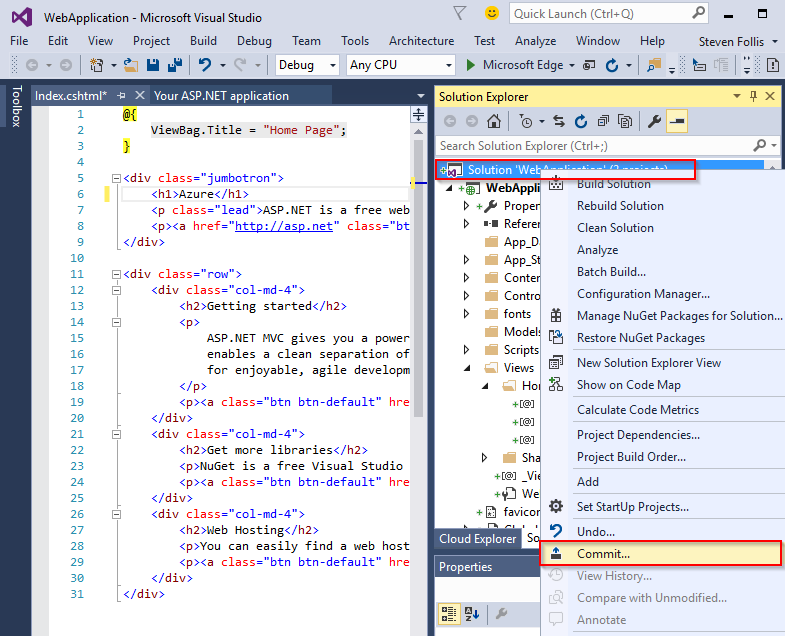 WebApplication - Microsoft Visual Studio
Quick Launch (Ctrl+Q)
File Edit View Project Build Debug Team Tools Architecture Test Analyze Window Help Steven Follis
Debug Any CPU Microsoft Edge
Toolbox
Index.cshtml* Your ASP.NET application
1 @{
2 ViewBag.Title = "Home Page";
3 }
4
5 <div class="jumbotron">
6 <h1>Azure</h1>
7 <p class="lead">ASP.NET is a free web
8 <p><a href="http://asp.net" class="bt
9 </div>
10
11 <div class="row">
12 <div class="col-md-4">
13 <h2>Getting started</h2>
14 <p>
15 ASP.NET MVC gives you a power
16 enables a clean separation of
17 for enjoyable, agile developm
18 </p>
19 <p><a class="btn btn-default" hre
20 </div>
21 <div class="col-md-4">
22 <h2>Get more libraries</h2>
23 <p>NuGet is a free Visual Studio
24 <p><a class="btn btn-default" hre
25 </div>
26 <div class="col-md-4">
27 <h2>Web Hosting</h2>
28 <p>You can easily find a web host
29 <p><a class="btn btn-default" hre
30 </div>
31 </div>
Solution Explorer
Search Solution Explorer (Ctrl+;)
Solution 'WebApplication' (2 projects)
WebAppli
Proper
Referen
App_Da
App_St
Conten
Contro
fonts
Models
Scripts
Views
Hor
[@]
[@]
[@]
Sha
[@] _Vie
We
favicon
Cloud Explorer So
Properties
Build Solution
Rebuild Solution
Clean Solution
Analyze
Batch Build...
Configuration Manager...
Manage NuGet Packages for Solution...
Restore NuGet Packages
New Solution Explorer View
Show on Code Map
Calculate Code Metrics
Project Dependencies...
Project Build Order...
Add
Set StartUp Projects...
Undo...
Commit...
View History...
Compare with Unmodified...
Annotate